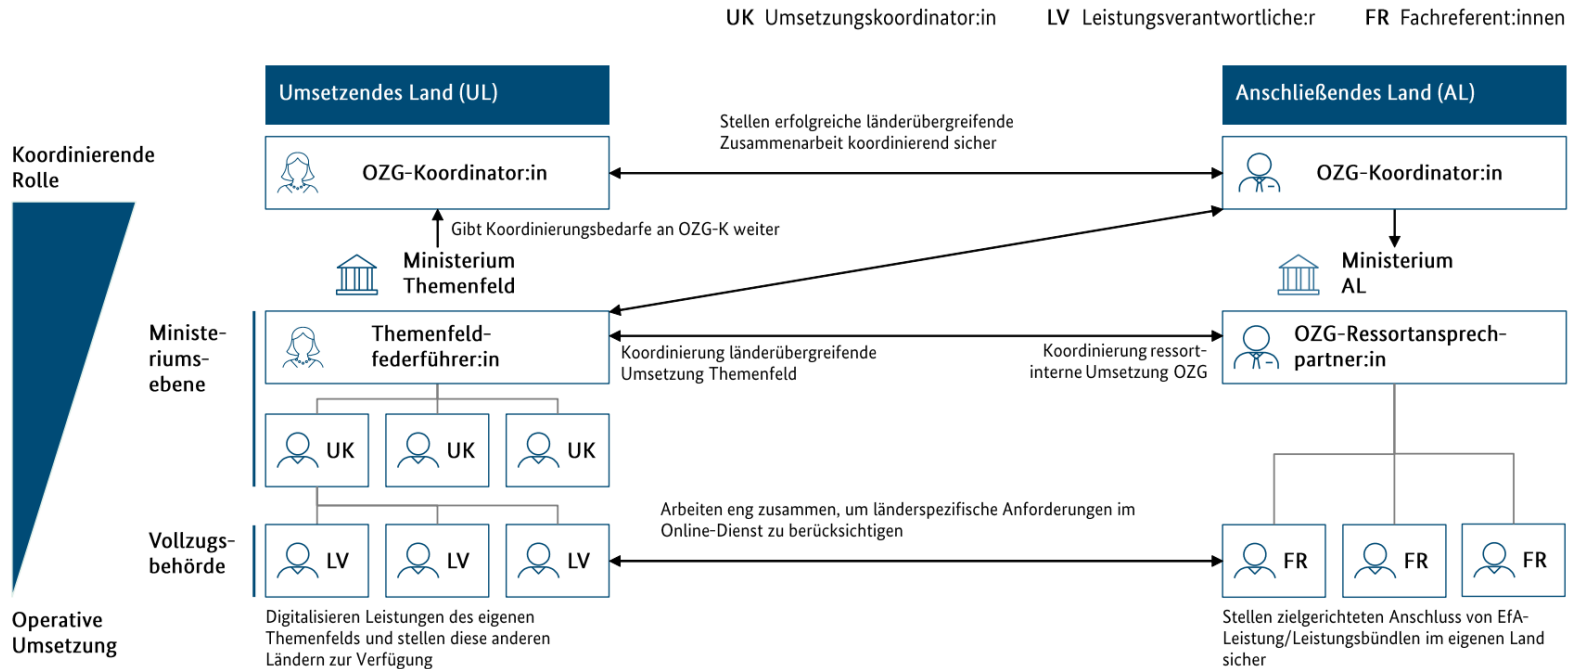 UK Umsetzungskoordinator:in LV Leistungsverantwortliche:r FR Fachreferent:innen
Umsetzendes Land (UL)
Anschließendes Land (AL)
Koordinierende
Rolle
OZG-Koordinator:in
Stellen erfolgreiche länderübergreifende
Zusammenarbeit koordinierend sicher
OZG-Koordinator:in
Gibt Koordinierungsbedarfe an OZG-K weiter
Ministerium
Themenfeld
Ministerium
AL
Ministe-
riums-
ebene
Themenfeld-
federführer:in
Koordinierung länderübergreifende
Umsetzung Themenfeld
Koordinierung ressort-
interne Umsetzung OZG
OZG-Ressortansprech-
partner:in
UK
UK
UK
Arbeiten eng zusammen, um länderspezifische Anforderungen im
Online-Dienst zu berücksichtigen
Vollzugs-
behörde
LV
LV
LV
FR
FR
FR
Operative
Umsetzung
Digitalisieren Leistungen des eigenen
Themenfelds und stellen diese anderen
Ländern zur Verfügung
Stellen zielgerichteten Anschluss von EfA-
Leistung/Leistungsbündlen im eigenen Land
sicher